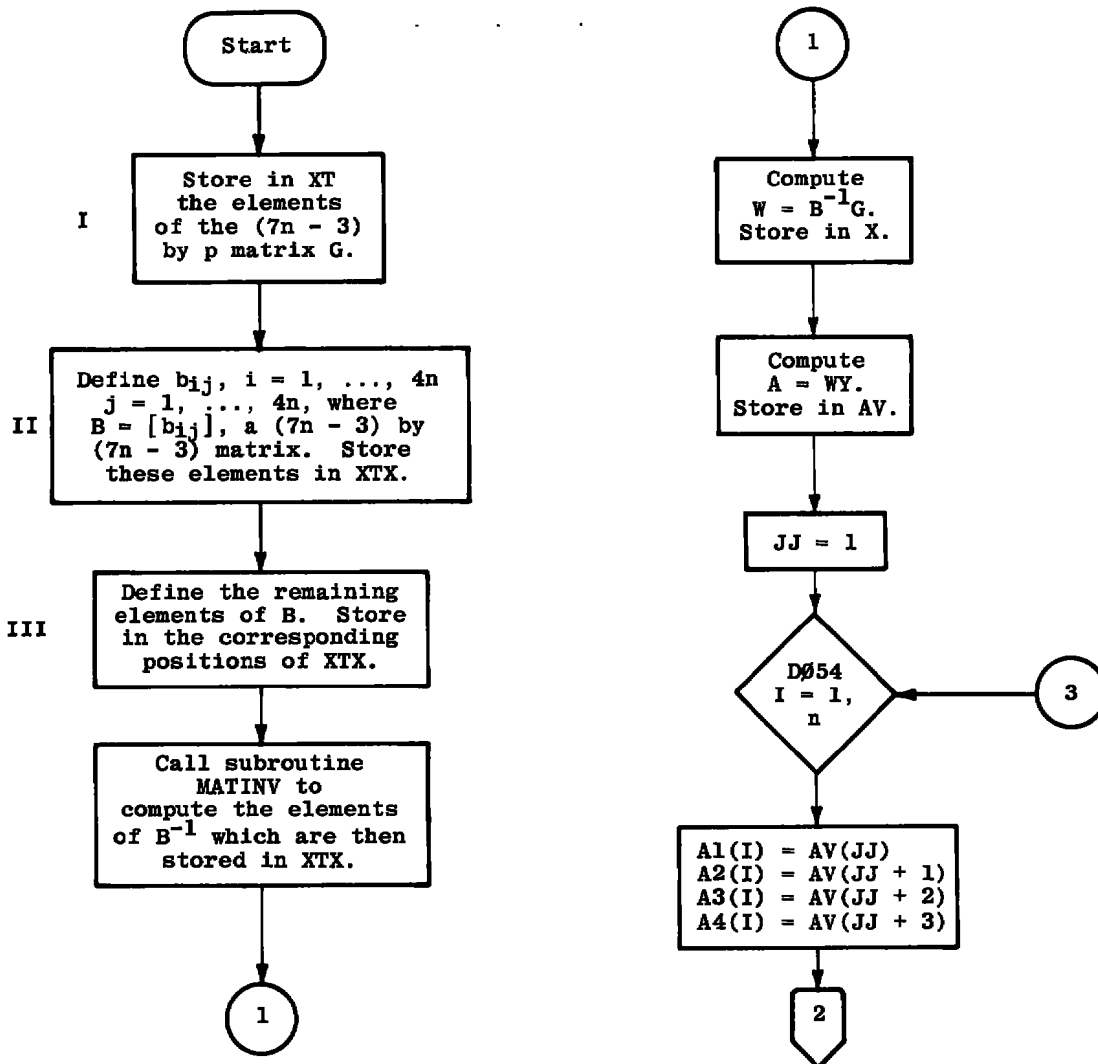 Start
I
Store in XT
the elements
of the (7n - 3)
by p matrix G.
II
Define bij, i = 1, ..., 4n
j = 1, ..., 4n, where
B = [bij], a (7n - 3) by
(7n - 3) matrix. Store
these elements in XTX.
III
Define the remaining
elements of B. Store
in the corresponding
positions of XTX.
Call subroutine
MATINV to
compute the elements
of B⁻¹ which are then
stored in XTX.
1
1
Compute
W = B⁻¹G.
Store in X.
Compute
A = WY.
Store in AV.
JJ = 1
DØ54
I = 1,
n
3
A1(I) = AV(JJ)
A2(I) = AV(JJ + 1)
A3(I) = AV(JJ + 2)
A4(I) = AV(JJ + 3)
2